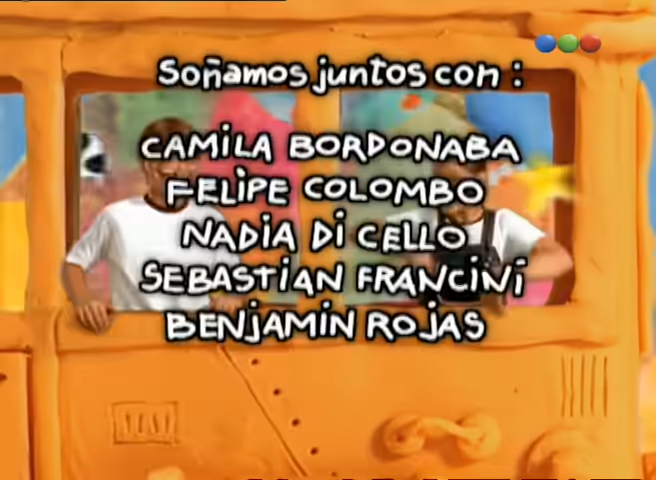 Soñamos juntos con :
CAMiLA BORDONABA
FELiPE COLOMBO
NADiA Di CELLO
SEBASTiAN FRANCiNi
BENjAMiN ROjAS